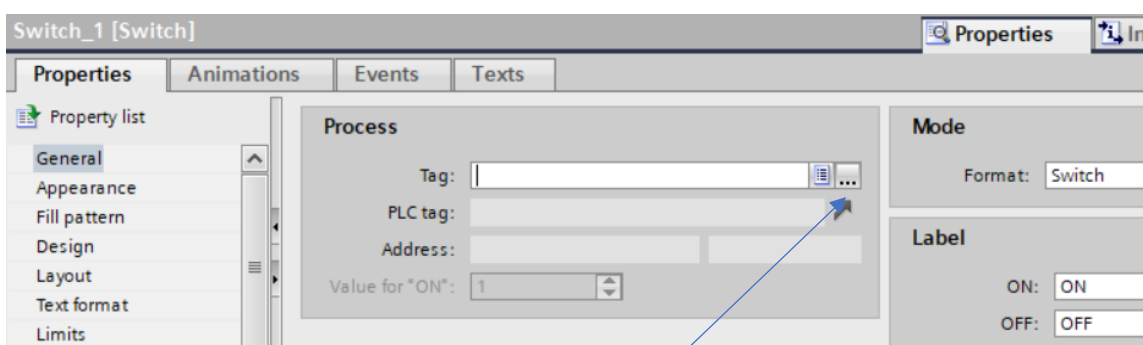 Switch_1 [Switch]
Properties
Properties Animations Events Texts
Property list
General
Appearance
Fill pattern
Design
Layout
Text format
Limits
Process
Tag: ...
PLC tag:
Address:
Value for "ON": 1
Mode
Format: Switch
Label
ON: ON
OFF: OFF